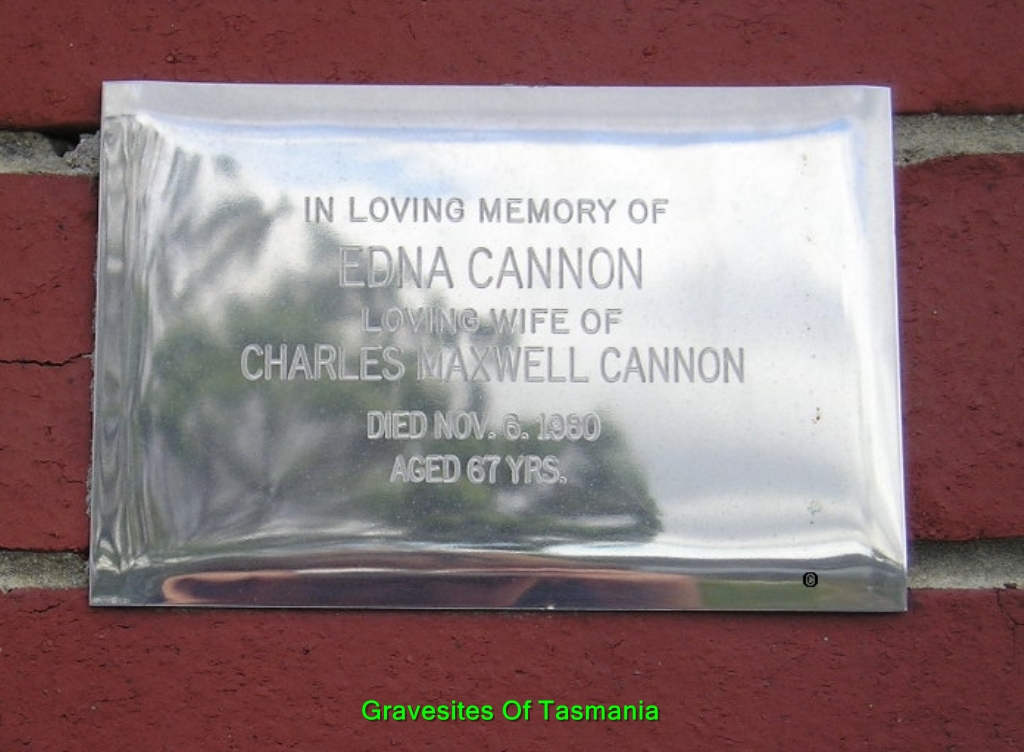 IN LOVING MEMORY OF
EDNA CANNON
LOVING WIFE OF
CHARLES MAXWELL CANNON
DIED NOV. 6. 1980
AGED 67 YRS.
©
Gravesites Of Tasmania